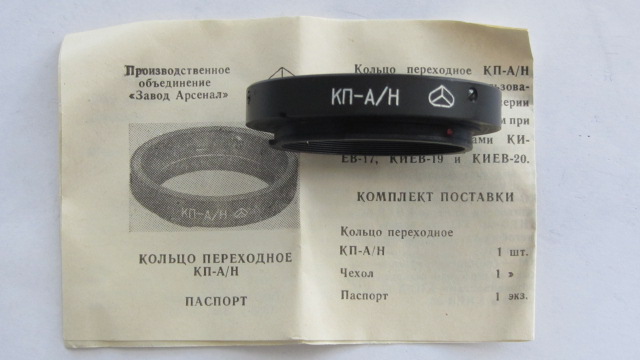 Производственное
объединение
«Завод Арсенал»
КП-А/Н
КОЛЬЦО ПЕРЕХОДНОЕ
КП-А/Н
ПАСПОРТ
КП-А/Н
Кольцо переходное КП-А/Н
при
КИ-
ЕВ-17, КИЕВ-19 и КИЕВ-20.
КОМПЛЕКТ ПОСТАВКИ
Кольцо переходное
КП-А/Н 1 шт.
Чехол 1 »
Паспорт 1 экз.